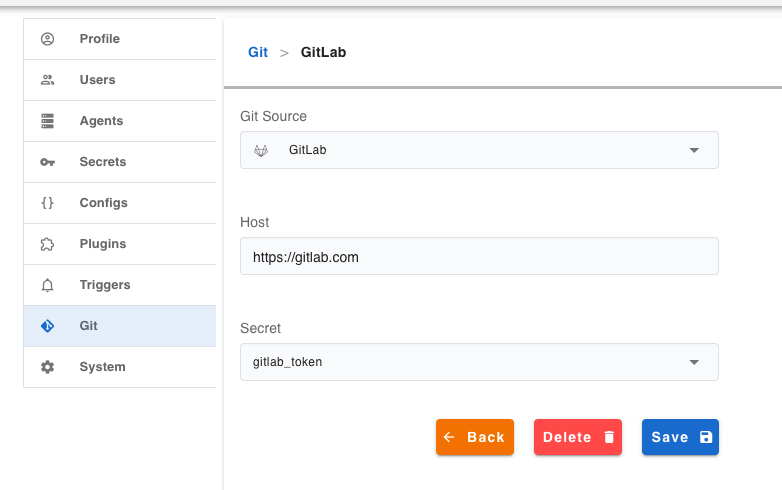 Profile
Users
Agents
Secrets
Configs
Plugins
Triggers
Git
System
Git > GitLab
Git Source
GitLab
Host
https://gitlab.com
Secret
gitlab_token
Back
Delete
Save